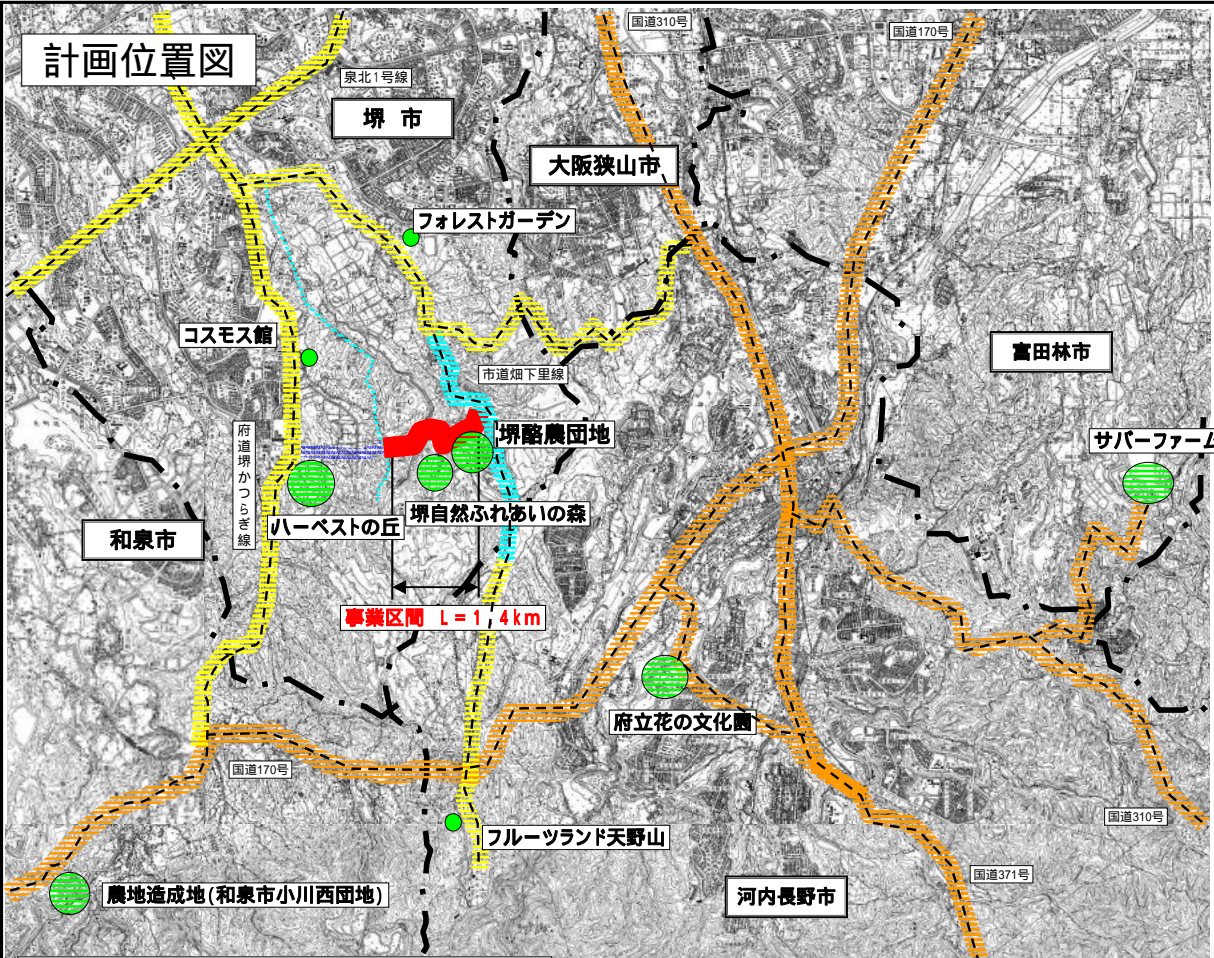 計画位置図
国道310号
国道170号
泉北1号線
堺 市
大阪狭山市
フォレストガーデン
コスモス館
富田林市
市道畑下里線
堺酪農団地
サバーファーム
府道堺かつらぎ線
ハーベストの丘
堺自然ふれあいの森
和泉市
事業区間 L=1,4km
府立花の文化園
国道170号
国道310号
フルーツランド天野山
国道371号
農地造成地(和泉市小川西団地)
河内長野市